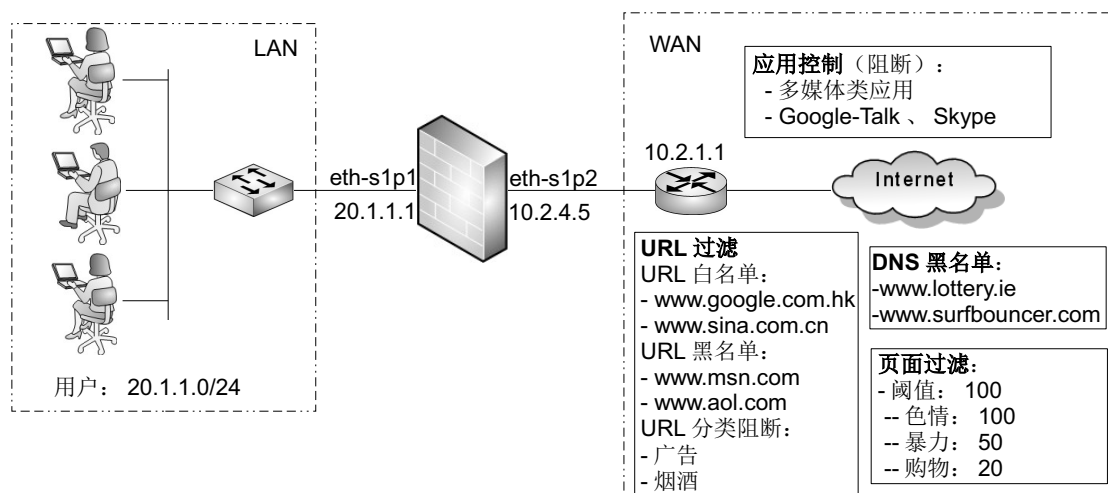 LAN
用户： 20.1.1.0/24
eth-s1p1
20.1.1.1
eth-s1p2
10.2.4.5
WAN
应用控制（阻断）：
- 多媒体类应用
- Google-Talk 、 Skype
10.2.1.1
Internet
URL 过滤
URL 白名单：
- www.google.com.hk
- www.sina.com.cn
URL 黑名单：
- www.msn.com
- www.aol.com
URL 分类阻断：
- 广告
- 烟酒
DNS 黑名单：
-www.lottery.ie
-www.surfbouncer.com
页面过滤：
- 阈值： 100
-- 色情： 100
-- 暴力： 50
-- 购物： 20